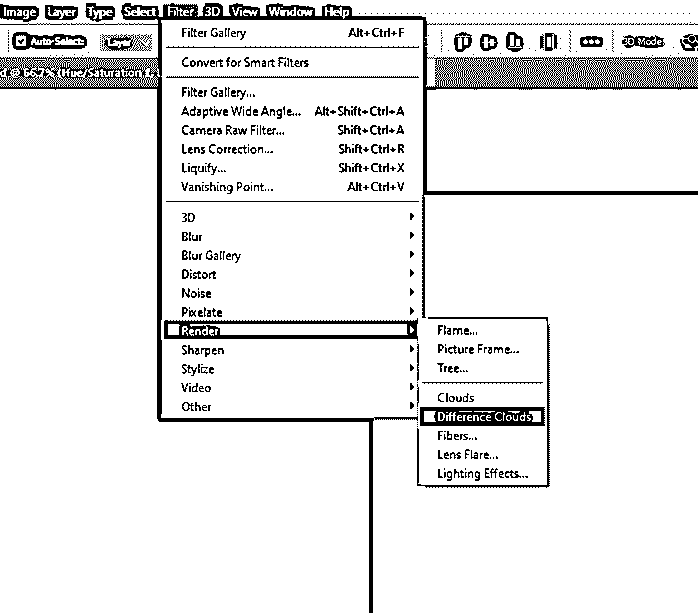 Image Layer Type Select Filter 3D View Window Help
Auto-Select: Layer 3D Mode:
@ 66.7% (Hue/Saturation 1, L
Filter Gallery Alt+Ctrl+F
Convert for Smart Filters
Filter Gallery...
Adaptive Wide Angle... Alt+Shift+Ctrl+A
Camera Raw Filter... Shift+Ctrl+A
Lens Correction... Shift+Ctrl+R
Liquify... Shift+Ctrl+X
Vanishing Point... Alt+Ctrl+V
3D
Blur
Blur Gallery
Distort
Noise
Pixelate
Render
Sharpen
Stylize
Video
Other
Flame...
Picture Frame...
Tree...
Clouds
Difference Clouds
Fibers...
Lens Flare...
Lighting Effects...